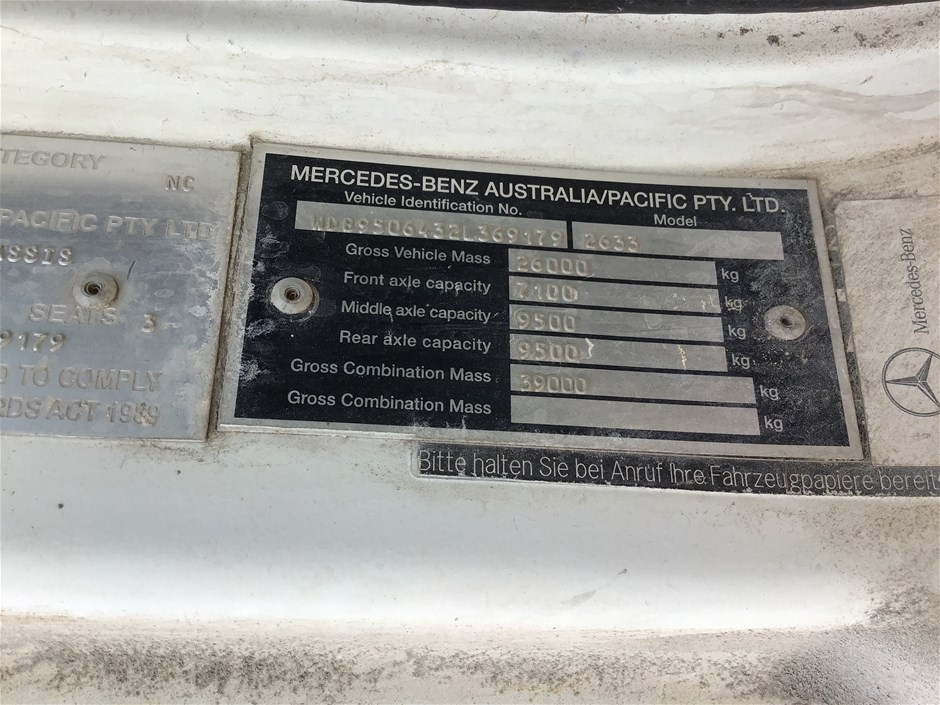 TEGORY
NC
PACIFIC PTY LTD
ASSIS
SEATS 3
9179
D TO COMPLY
RDS ACT 1989
MERCEDES-BENZ AUSTRALIA/PACIFIC PTY. LTD.
Vehicle Identification No.
Model
WDB9506432L369179
2633
Gross Vehicle Mass 26000 kg
Front axle capacity 7100 kg
Middle axle capacity 9500 kg
Rear axle capacity 9500 kg
Gross Combination Mass 39000 kg
Gross Combination Mass kg
Bitte halten Sie bei Anruf Ihre Fahrzeugpapiere bereit
Mercedes-Benz